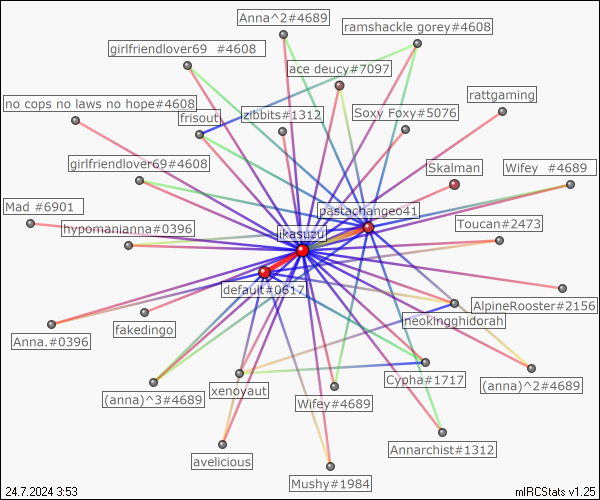 Anna^2#4689
ramshackle gorey#4608
girlfriendlover69 #4608
ace deucy#7097
rattgaming
no cops no laws no hope#4608
frisout
zibbits#1312
Soxy Foxy#5076
girlfriendlover69#4608
Skalman
Wifey #4689
Mad #6901
pastachangeo41
hypomanianna#0396
ikasuzu
Toucan#2473
default#0617
AlpineRooster#2156
neokingghidorah
Anna.#0396
fakedingo
(anna)^3#4689
xenoyaut
Cypha#1717
(anna)^2#4689
Wifey#4689
Annarchist#1312
avelicious
Mushy#1984
24.7.2024 3:53
mIRCStats v1.25